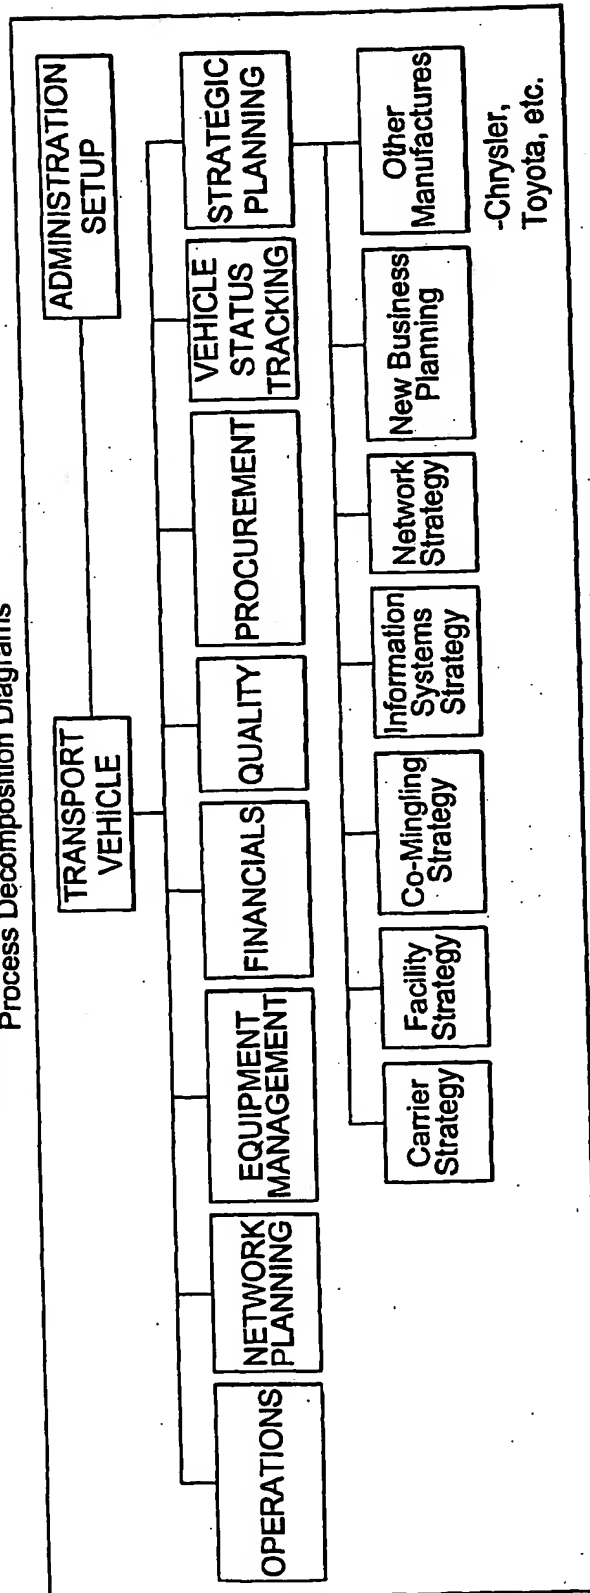 Process Decomposition Diagrams
TRANSPORT
VEHICLE
ADMINISTRATION
SETUP
OPERATIONS
NETWORK
PLANNING
EQUIPMENT
MANAGEMENT
FINANCIALS
QUALITY
PROCUREMENT
VEHICLE
STATUS
TRACKING
STRATEGIC
PLANNING
Carrier
Strategy
Facility
Strategy
Co-Mingling
Strategy
Information
Systems
Strategy
Network
Strategy
New Business
Planning
Other
Manufactures
-Chrysler,
Toyota, etc.